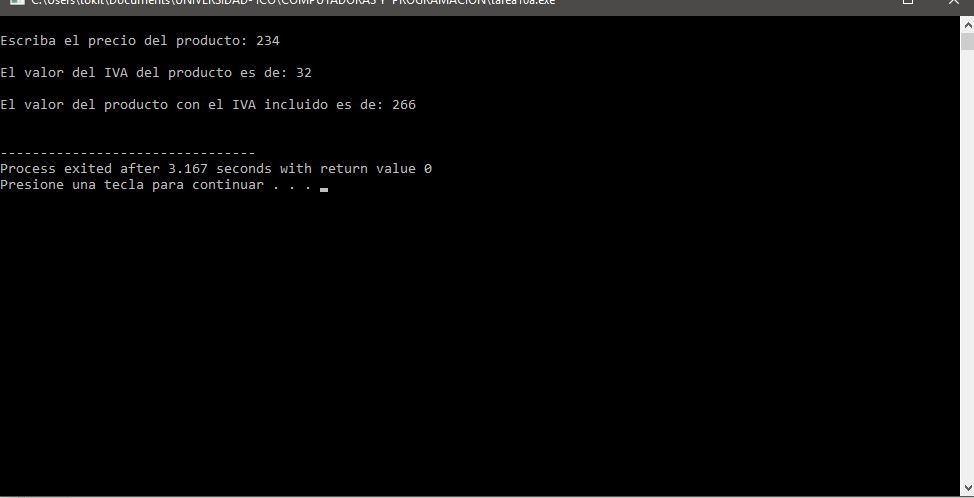 C:\Users\tokit\Documents\UNIVERSIDAD- ICO\COMPUTADORAS Y PROGRAMACION\tarea10a.exe
Escriba el precio del producto: 234
El valor del IVA del producto es de: 32
El valor del producto con el IVA incluido es de: 266
--------------------------------
Process exited after 3.167 seconds with return value 0
Presione una tecla para continuar . . .